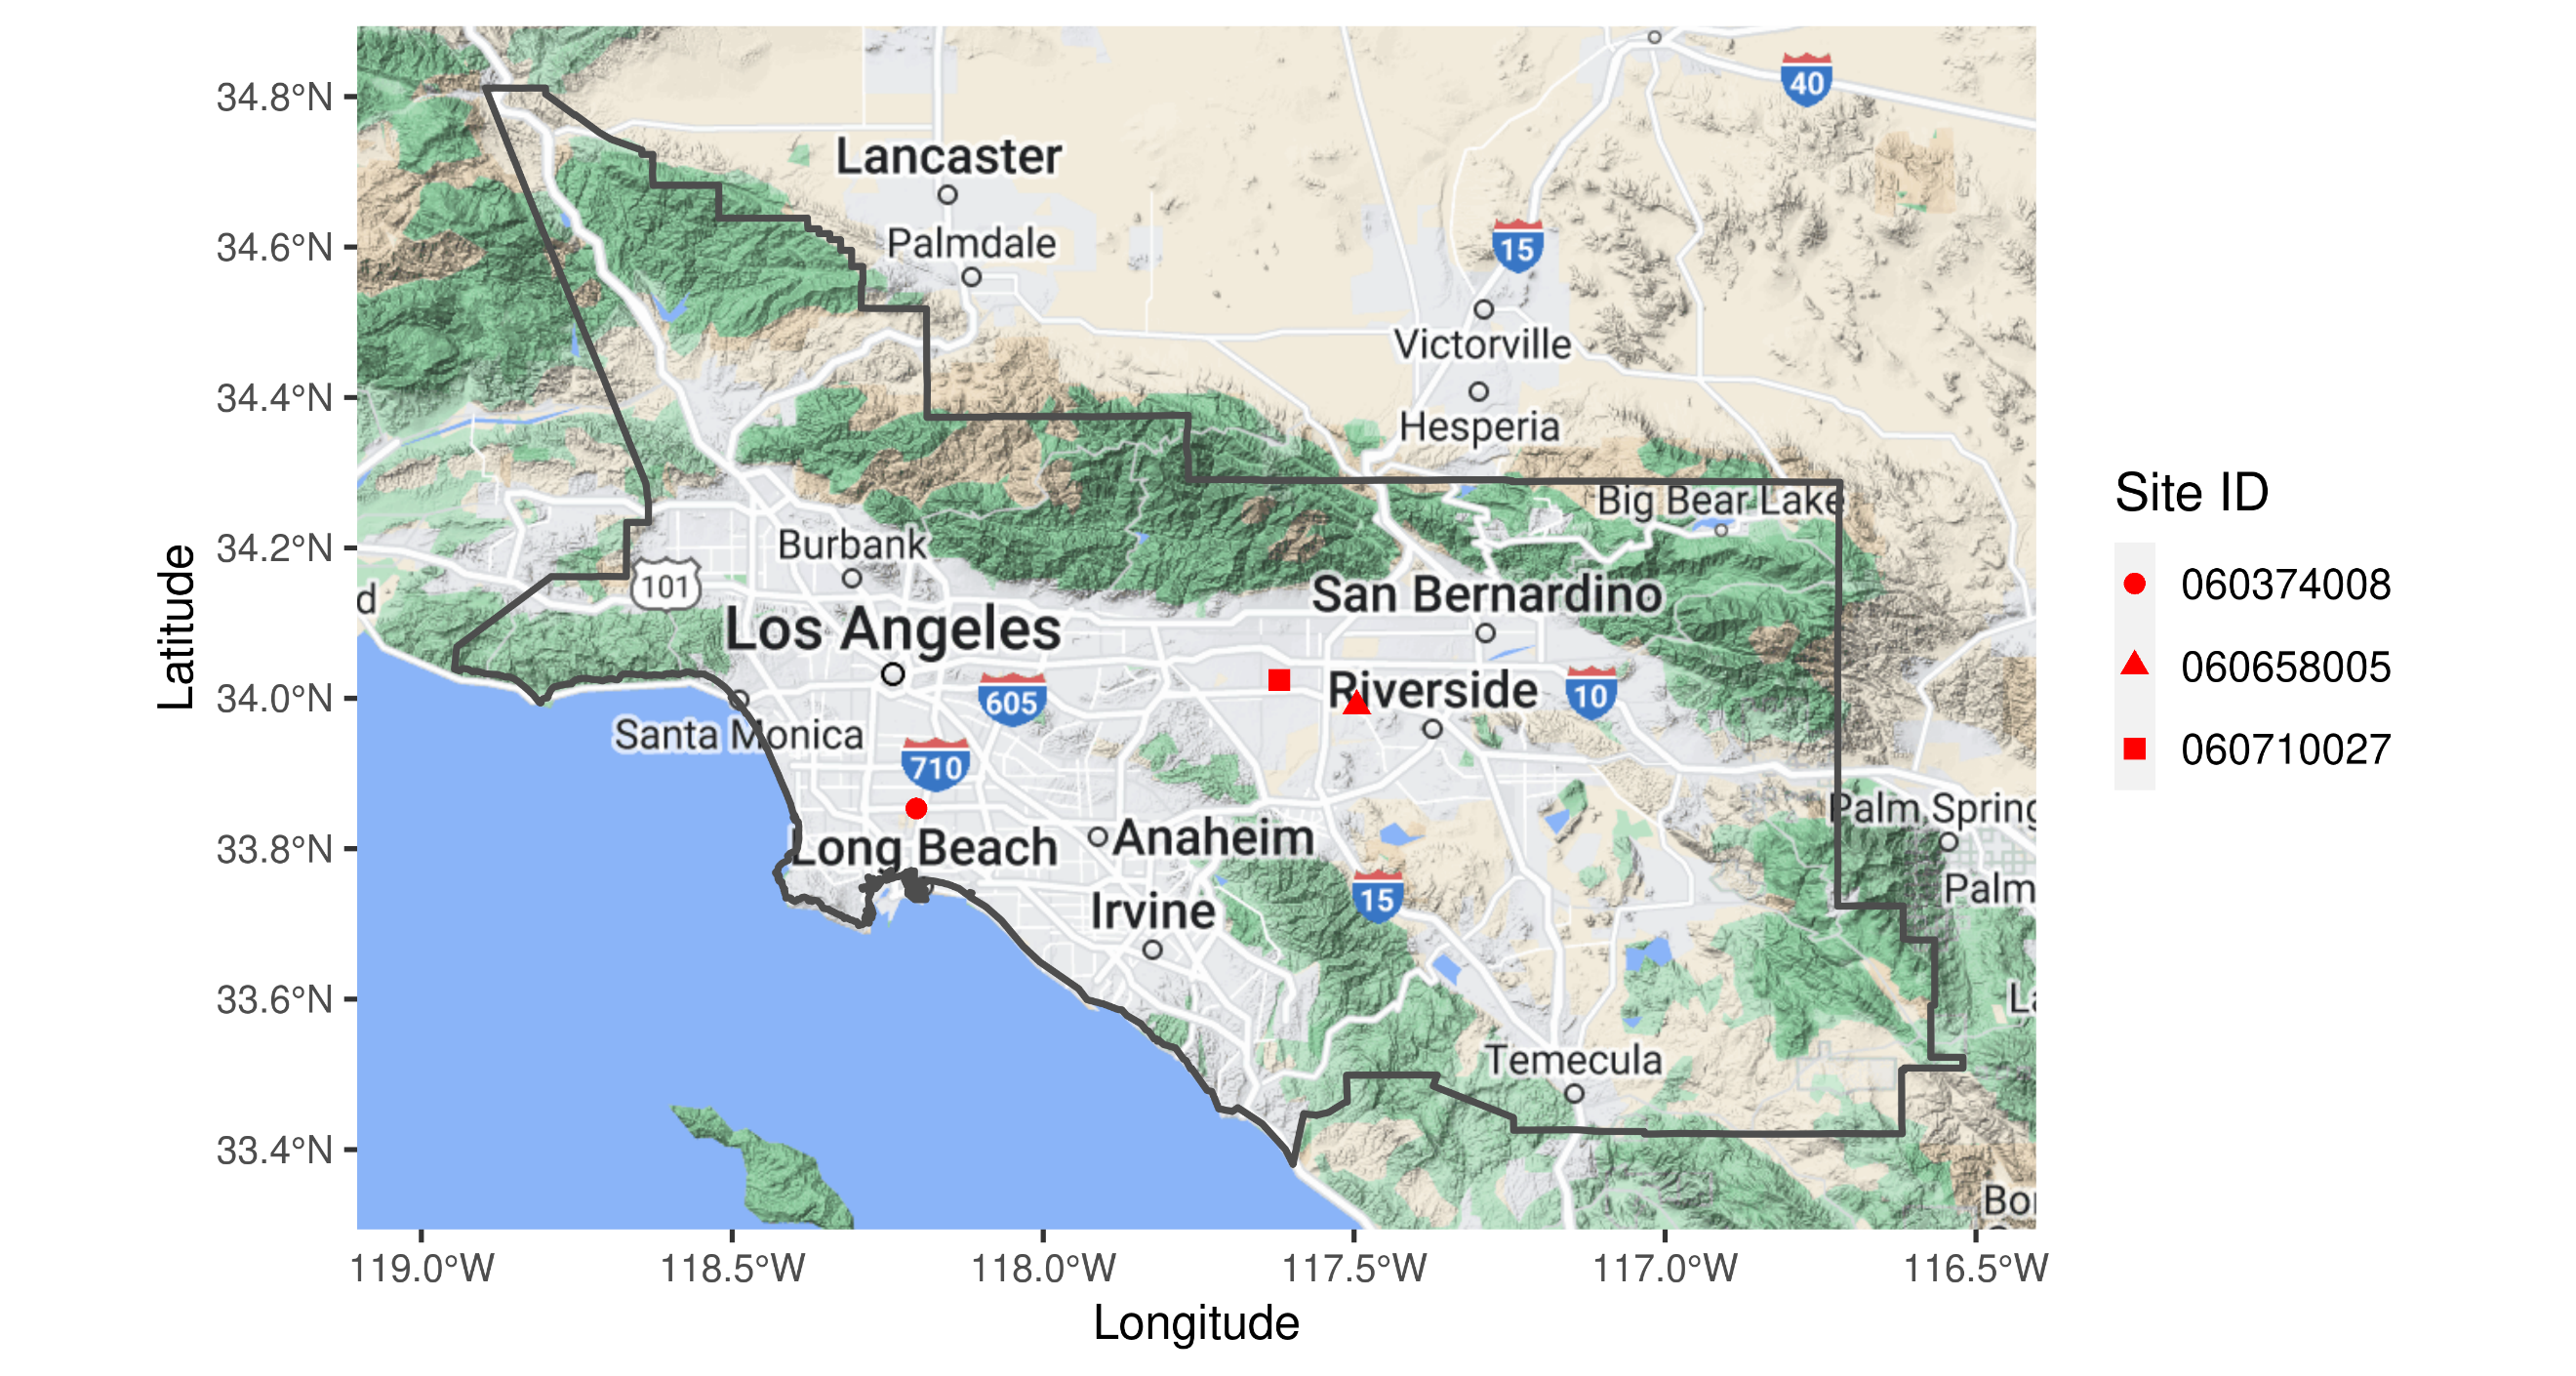 34.8°N
34.6°N
34.4°N
34.2°N
34.0°N
33.8°N
33.6°N
33.4°N
Latitude
40
Lancaster
Palmdale
15
Victorville
Hesperia
Big Bear Lake
Burbank
101
San Bernardino
d
Los Angeles
Riverside
605
10
Santa Monica
710
Palm Spring
Long Beach
Anaheim
15
Palm
Irvine
La
Temecula
Bor
119.0°W
118.5°W
118.0°W
117.5°W
117.0°W
116.5°W
Longitude
Site ID
060374008
060658005
060710027